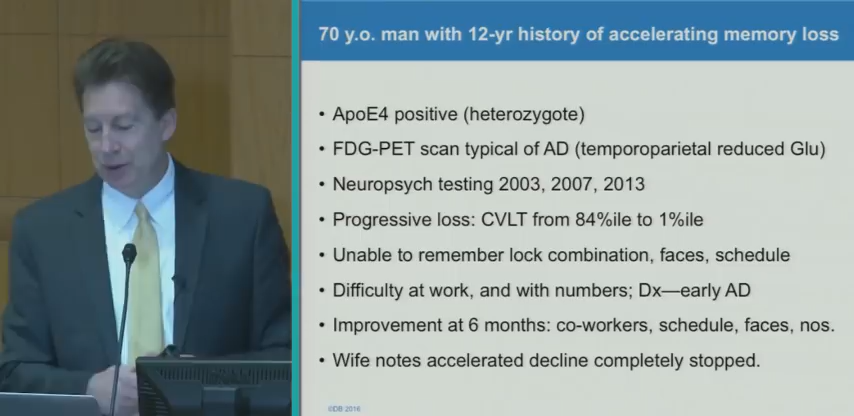 70 y.o. man with 12-yr history of accelerating memory loss
• ApoE4 positive (heterozygote)
• FDG-PET scan typical of AD (temporoparietal reduced Glu)
• Neuropsych testing 2003, 2007, 2013
• Progressive loss: CVLT from 84%ile to 1%ile
• Unable to remember lock combination, faces, schedule
• Difficulty at work, and with numbers; Dx—early AD
• Improvement at 6 months: co-workers, schedule, faces, nos.
• Wife notes accelerated decline completely stopped.
©DB 2016